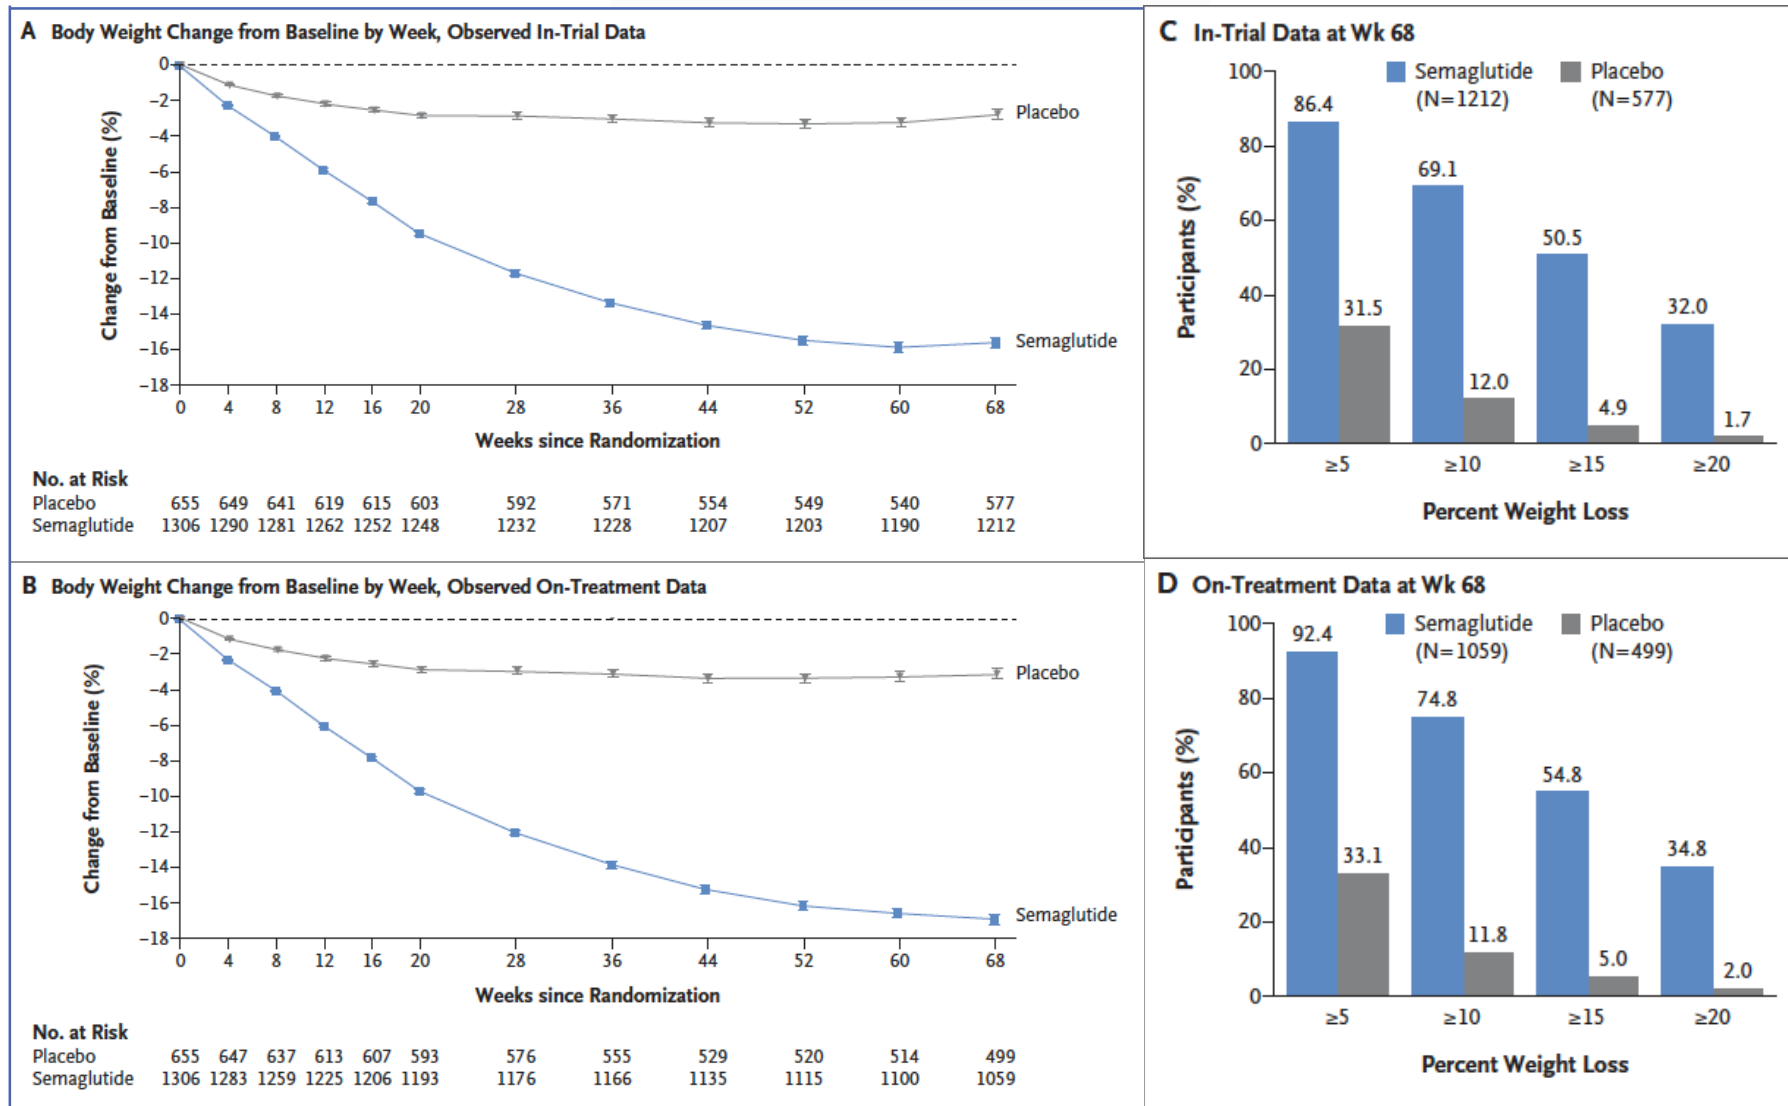 A Body Weight Change from Baseline by Week, Observed In-Trial Data
Change from Baseline (%)
0
−2
−4
−6
−8
−10
−12
−14
−16
−18
Placebo
Semaglutide
0 4 8 12 16 20 28 36 44 52 60 68
Weeks since Randomization
No. at Risk
Placebo 655 649 641 619 615 603 592 571 554 549 540 577
Semaglutide 1306 1290 1281 1262 1252 1248 1232 1228 1207 1203 1190 1212
B Body Weight Change from Baseline by Week, Observed On-Treatment Data
Change from Baseline (%)
0
−2
−4
−6
−8
−10
−12
−14
−16
−18
Placebo
Semaglutide
0 4 8 12 16 20 28 36 44 52 60 68
Weeks since Randomization
No. at Risk
Placebo 655 647 637 613 607 593 576 555 529 520 514 499
Semaglutide 1306 1283 1259 1225 1206 1193 1176 1166 1135 1115 1100 1059
C In-Trial Data at Wk 68
Semaglutide Placebo
(N=1212) (N=577)
Participants (%)
100
80
60
40
20
0
86.4 31.5
69.1 12.0
50.5 4.9
32.0 1.7
≥5 ≥10 ≥15 ≥20
Percent Weight Loss
D On-Treatment Data at Wk 68
Semaglutide Placebo
(N=1059) (N=499)
Participants (%)
100
80
60
40
20
0
92.4 33.1
74.8 11.8
54.8 5.0
34.8 2.0
≥5 ≥10 ≥15 ≥20
Percent Weight Loss